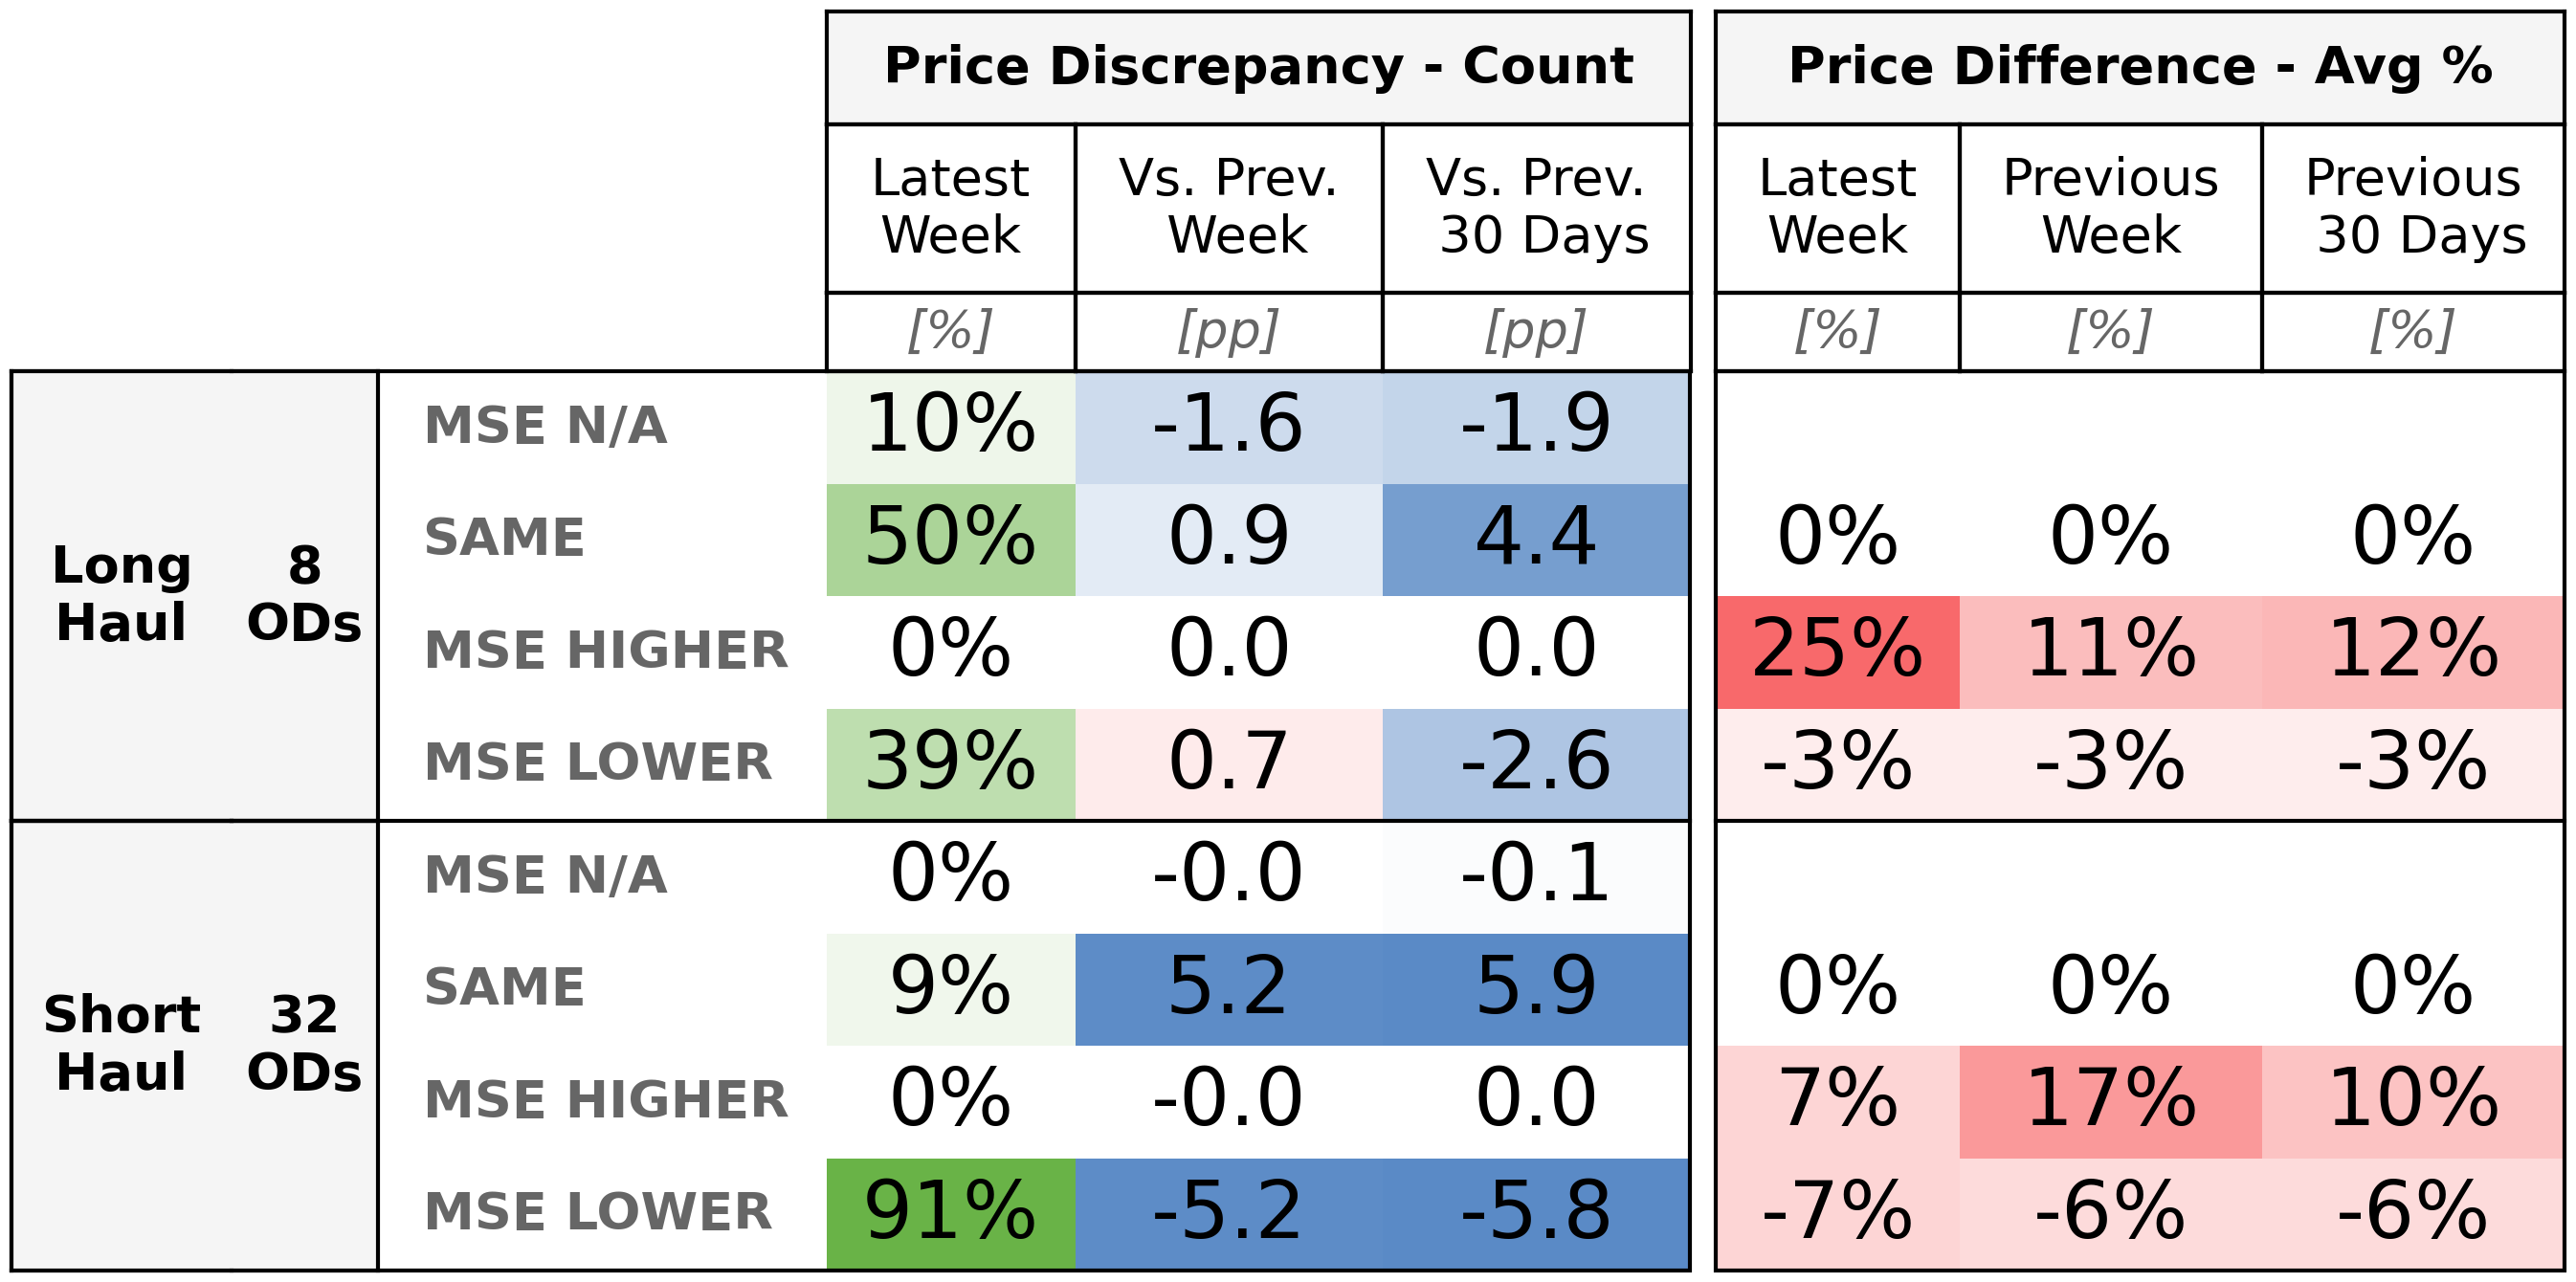 Price Discrepancy - Count Price Difference - Avg %
Latest Week Vs. Prev. Week Vs. Prev. 30 Days Latest Week Previous Week Previous 30 Days
[%] [pp] [pp] [%] [%] [%]
Long Haul 8 ODs
MSE N/A 10% -1.6 -1.9
SAME 50% 0.9 4.4 0% 0% 0%
MSE HIGHER 0% 0.0 0.0 25% 11% 12%
MSE LOWER 39% 0.7 -2.6 -3% -3% -3%
Short Haul 32 ODs
MSE N/A 0% -0.0 -0.1
SAME 9% 5.2 5.9 0% 0% 0%
MSE HIGHER 0% -0.0 0.0 7% 17% 10%
MSE LOWER 91% -5.2 -5.8 -7% -6% -6%